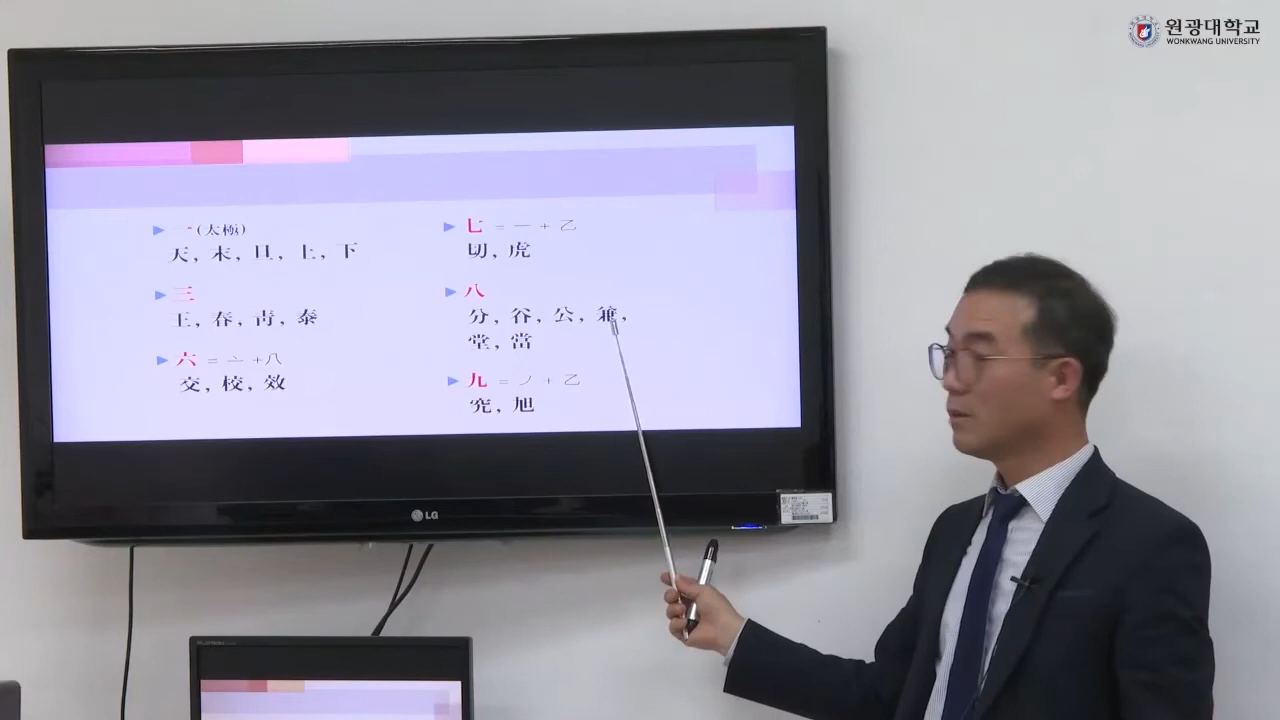 원광대학교
WONKWANG UNIVERSITY
▶一(太極)
天, 末, 旦, 上, 下
▶三
王, 春, 靑, 泰
▶六 = 亠 +八
交, 校, 效
▶七 = 一 + 乙
切, 虎
▶八
分, 谷, 公, 兼,
堂, 當
▶九 = ノ + 乙
究, 旭
LG